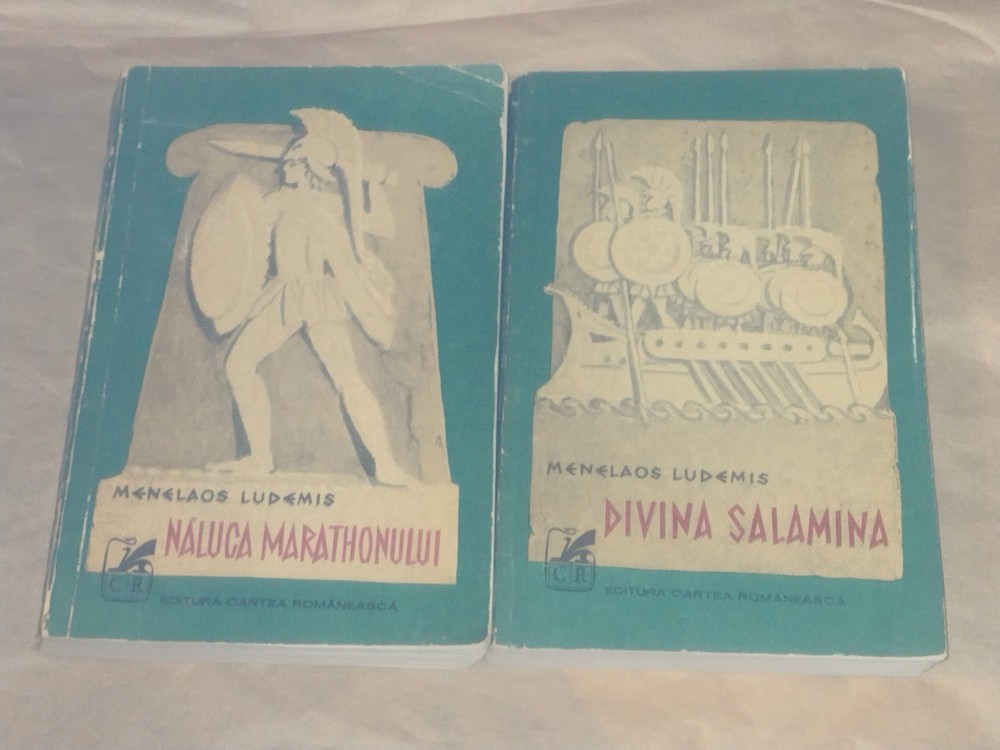 MENELAOS LUDEMIS
NĂLUCA MARATHONULUI
CR
EDITURA CARTEA ROMÂNEASCĂ
MENELAOS LUDEMIS
DIVINA SALAMINA
CR
EDITURA CARTEA ROMÂNEASCĂ